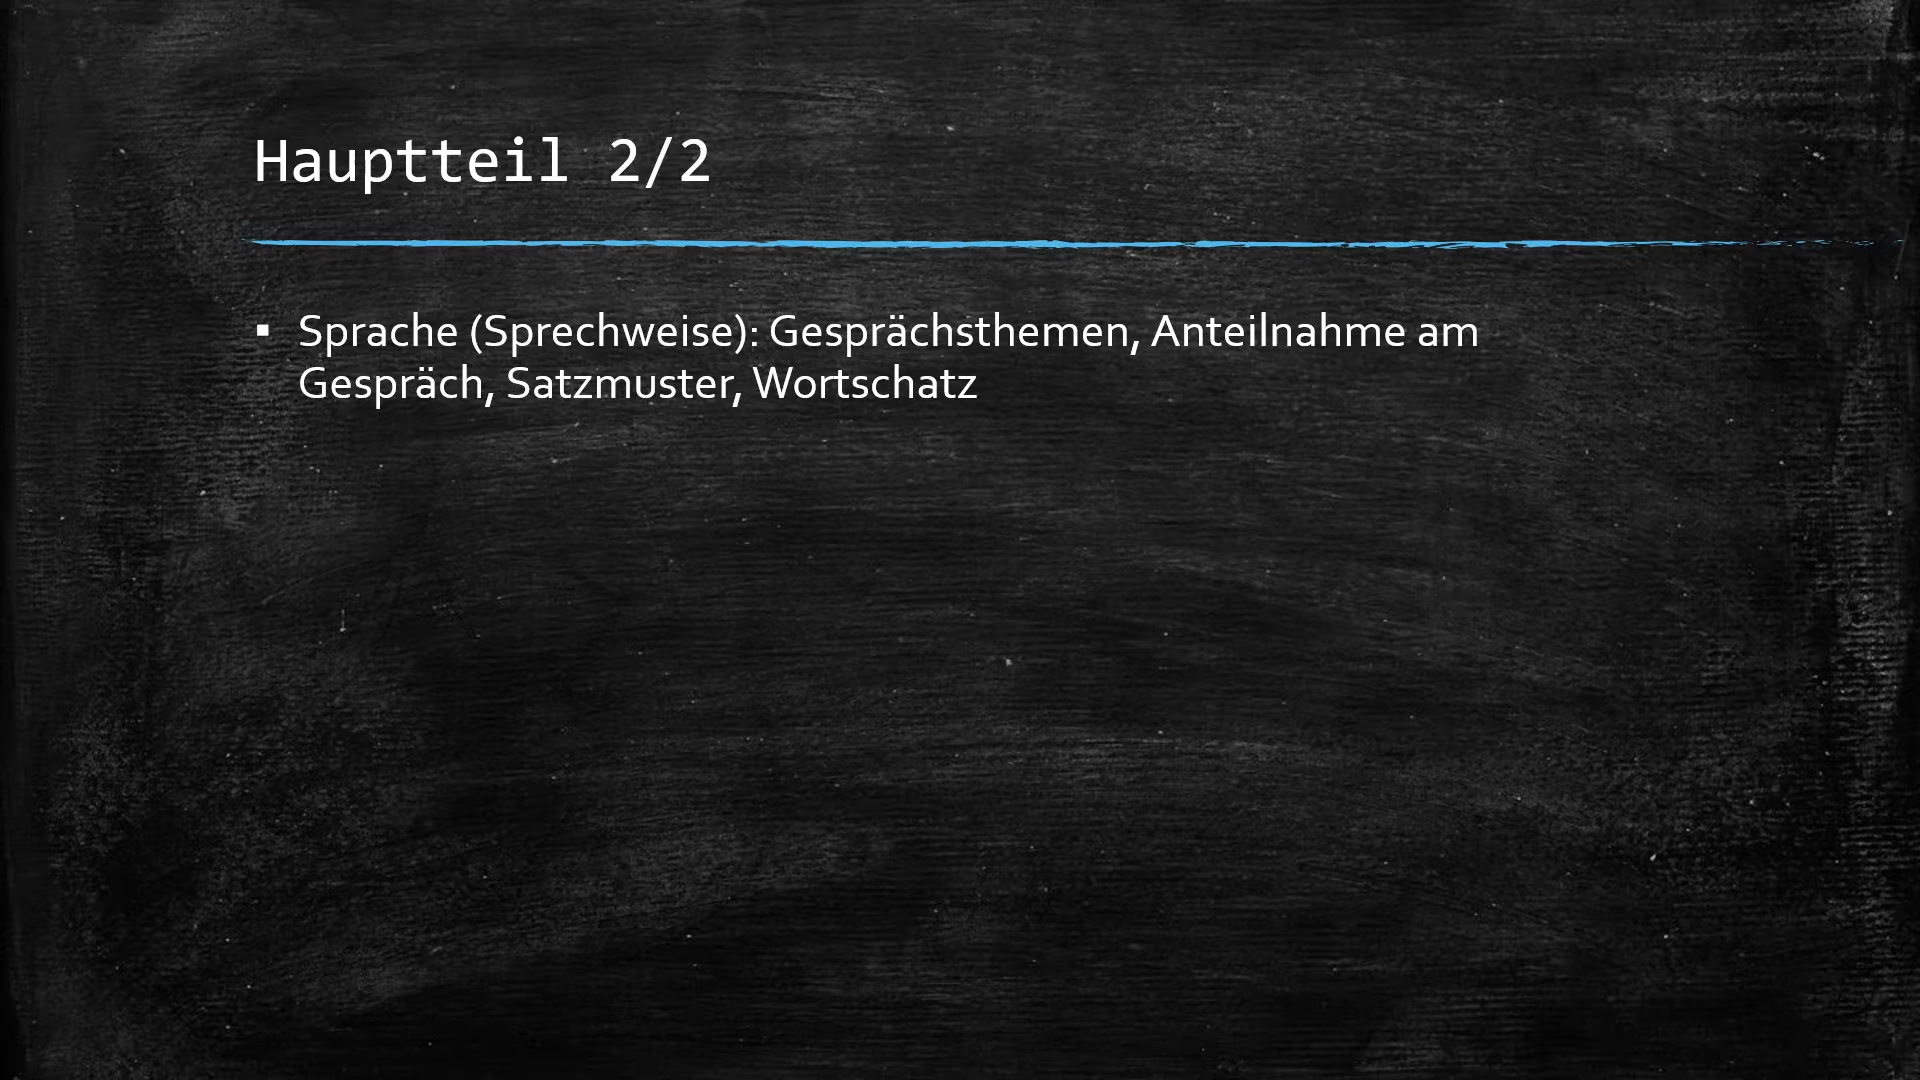 Hauptteil 2/2
▪ Sprache (Sprechweise): Gesprächsthemen, Anteilnahme am
Gespräch, Satzmuster, Wortschatz